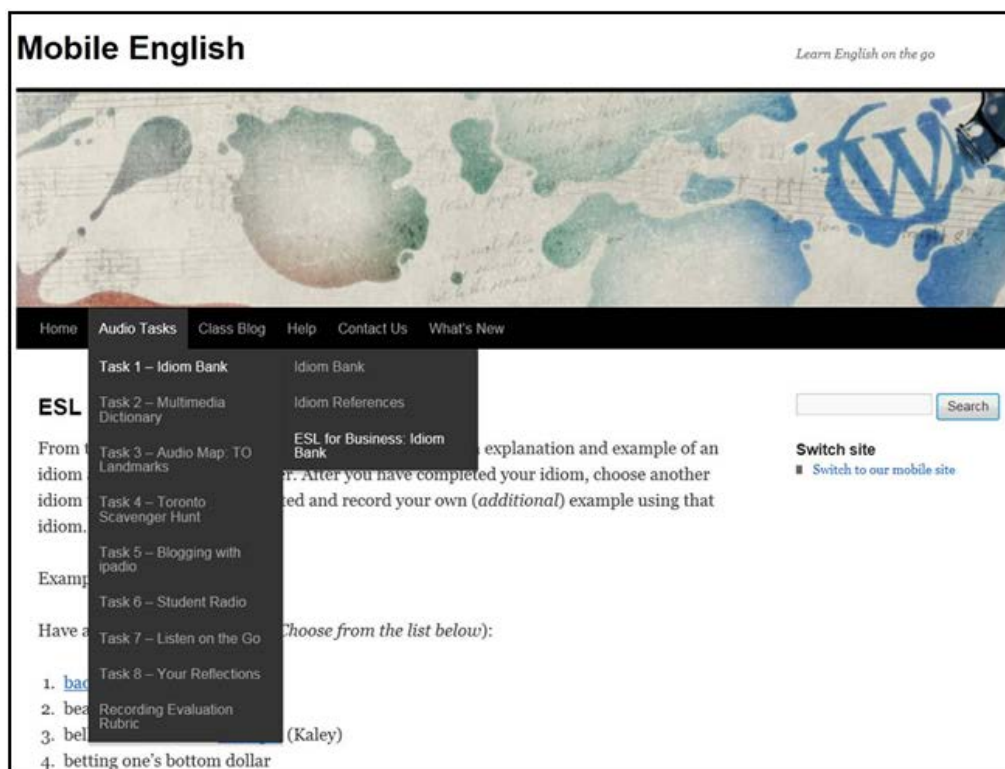 Mobile English
Learn English on the go
W
Home Audio Tasks Class Blog Help Contact Us What's New
Task 1 – Idiom Bank
Task 2 – Multimedia
Dictionary
Task 3 – Audio Map: TO
Landmarks
Task 4 – Toronto
Scavenger Hunt
Task 5 – Blogging with
ipadio
Task 6 – Student Radio
Task 7 – Listen on the Go
Task 8 – Your Reflections
Recording Evaluation
Rubric
Idiom Bank
Idiom References
ESL for Business: Idiom
Bank
ESL
From explanation and example of an
idiom After you have completed your idiom, choose another
idiom and record your own (additional) example using that
idiom.
Have a Choose from the list below):
1.
2.
3. (Kaley)
4. betting one's bottom dollar
Search
Switch site
Switch to our mobile site